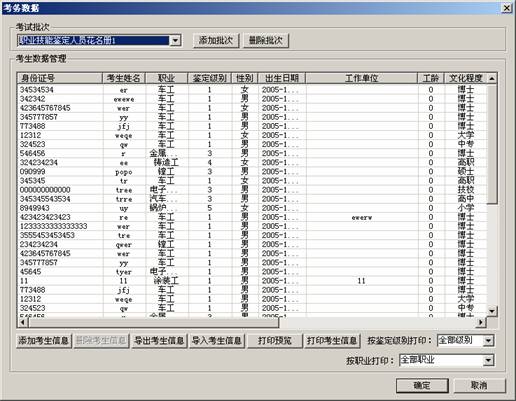 考务数据
考试批次
职业技能鉴定人员花名册1 添加批次 删除批次
考生数据管理
身份证号 考生姓名 职业 鉴定级别 性别 出生日期 工作单位 工龄 文化程度
34534534 er 车工 1 女 2005-1... 0 博士
342342 ewewe 车工 1 男 2005-1... 0 博士
423645767845 wer 车工 1 女 2005-1... 0 博士
345777857 yy 车工 1 男 2005-1... 0 博士
773488 jfj 车工 1 男 2005-1... 0 博士
12312 weqe 车工 1 女 2005-1... 0 大学
324523 qw 车工 1 男 2005-1... 0 中专
546456 r 金属... 3 男 2005-1... 0 博士
324234234 ee 铸造工 4 女 2005-1... 0 高职
090999 popo 镗工 3 男 2005-1... 0 硕士
345345 tr 车工 1 女 2005-1... 0 博士
000000000000 tree 电子... 3 男 2005-1... 0 技校
345345543534 trre 汽车... 3 男 2005-1... 0 高中
8949943 uy 锅炉... 5 女 2005-1... 0 小学
423423423423 re 车工 1 男 2005-1... ewerw 0 博士
1233333333333333 wer 车工 1 男 2005-1... 0 博士
3555453453453 tre 车工 1 男 2005-1... 0 博士
234234234 qwer 镗工 1 男 2005-1... 0 博士
423645767845 wer 车工 1 男 2005-1... 0 博士
345777857 yy 车工 1 男 2005-1... 0 博士
45645 tyer 电子... 1 男 2005-1... 0 博士
11 11 涂装工 1 男 2005-1... 11 0 博士
773488 jfj 车工 1 男 2005-1... 0 博士
12312 weqe 车工 1 男 2005-1... 0 大学
324523 qw 车工 1 男 2005-1... 0 中专
546456 r 金属... 3 男 2005-1... 0 博士
添加考生信息 删除考生信息 导出考生信息 导入考生信息 打印预览 打印考生信息 按鉴定级别打印: 全部级别
按职业打印: 全部职业
确定 取消